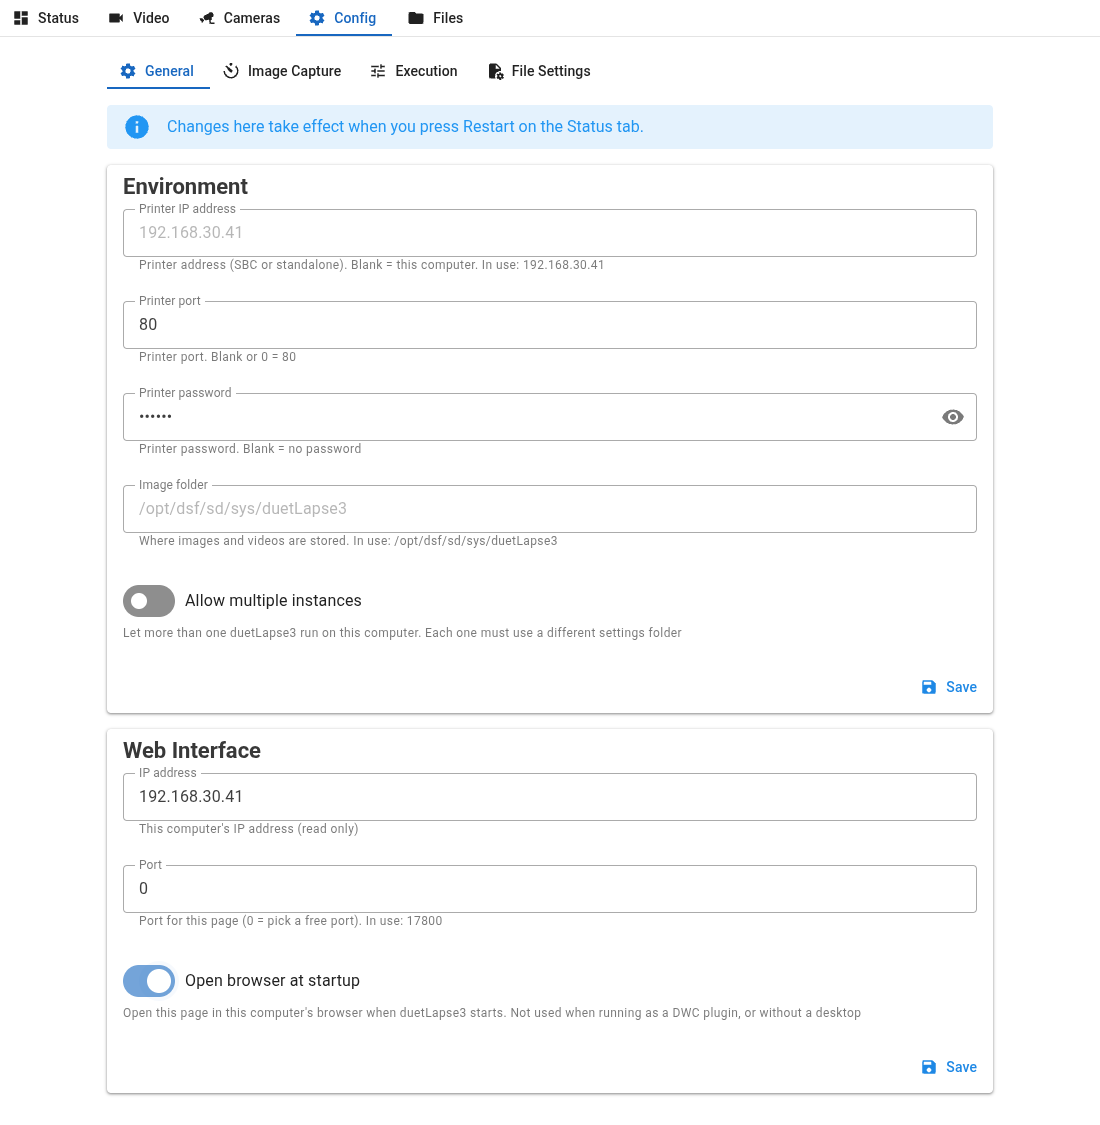 Status Video Cameras Config Files
General Image Capture Execution File Settings
Changes here take effect when you press Restart on the Status tab.
Environment
Printer IP address
192.168.30.41
Printer address (SBC or standalone). Blank = this computer. In use: 192.168.30.41
Printer port
80
Printer port. Blank or 0 = 80
Printer password
••••••
Printer password. Blank = no password
Image folder
/opt/dsf/sd/sys/duetLapse3
Where images and videos are stored. In use: /opt/dsf/sd/sys/duetLapse3
Allow multiple instances
Let more than one duetLapse3 run on this computer. Each one must use a different settings folder
Save
Web Interface
IP address
192.168.30.41
This computer's IP address (read only)
Port
0
Port for this page (0 = pick a free port). In use: 17800
Open browser at startup
Open this page in this computer's browser when duetLapse3 starts. Not used when running as a DWC plugin, or without a desktop
Save